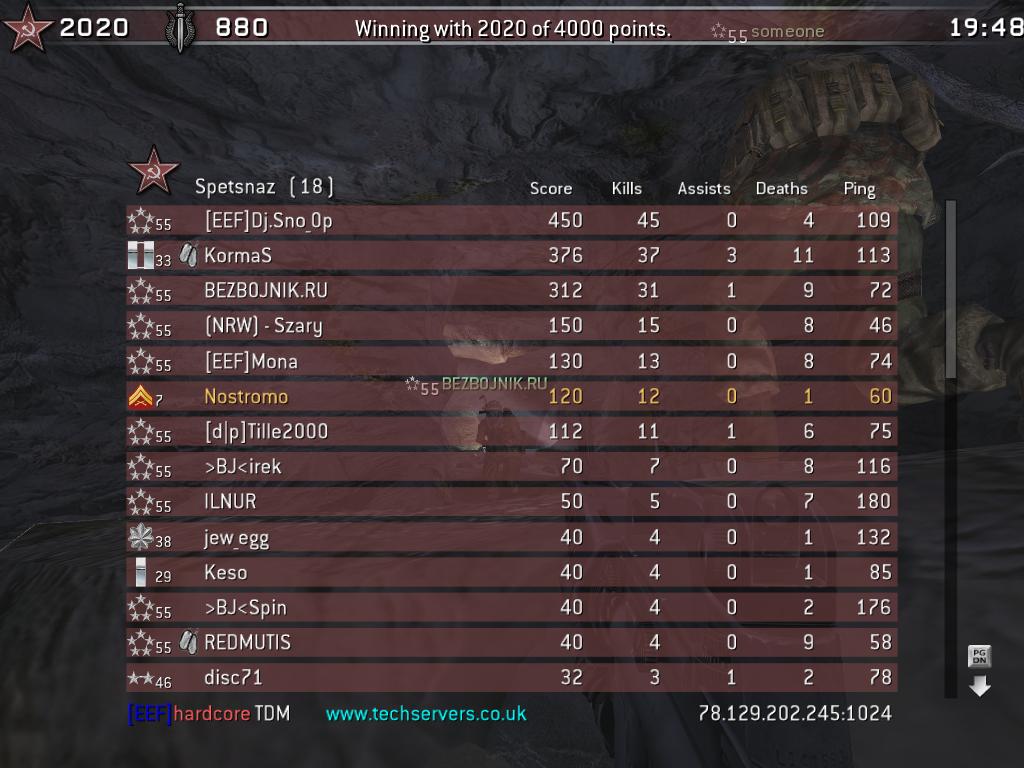 2020 880 Winning with 2020 of 4000 points. 55 someone 19:48
Spetsnaz (18) Score Kills Assists Deaths Ping
55 [EEF]Dj.Sno_0p 450 45 0 4 109
33 KormaS 376 37 3 11 113
55 BEZBOJNIK.RU 312 31 1 9 72
55 (NRW) - Szary 150 15 0 8 46
55 [EEF]Mona 130 13 0 8 74
55 BEZBOJNIK.RU
7 Nostromo 120 12 0 1 60
55 [d|p]Tille2000 112 11 1 6 75
55 >BJ<irek 70 7 0 8 116
55 ILNUR 50 5 0 7 180
38 jew_egg 40 4 0 1 132
29 Keso 40 4 0 1 85
55 >BJ<Spin 40 4 0 2 176
55 REDMUTIS 40 4 0 9 58
PG
DN
46 disc71 32 3 1 2 78
[EEF]hardcore TDM www.techservers.co.uk 78.129.202.245:1024